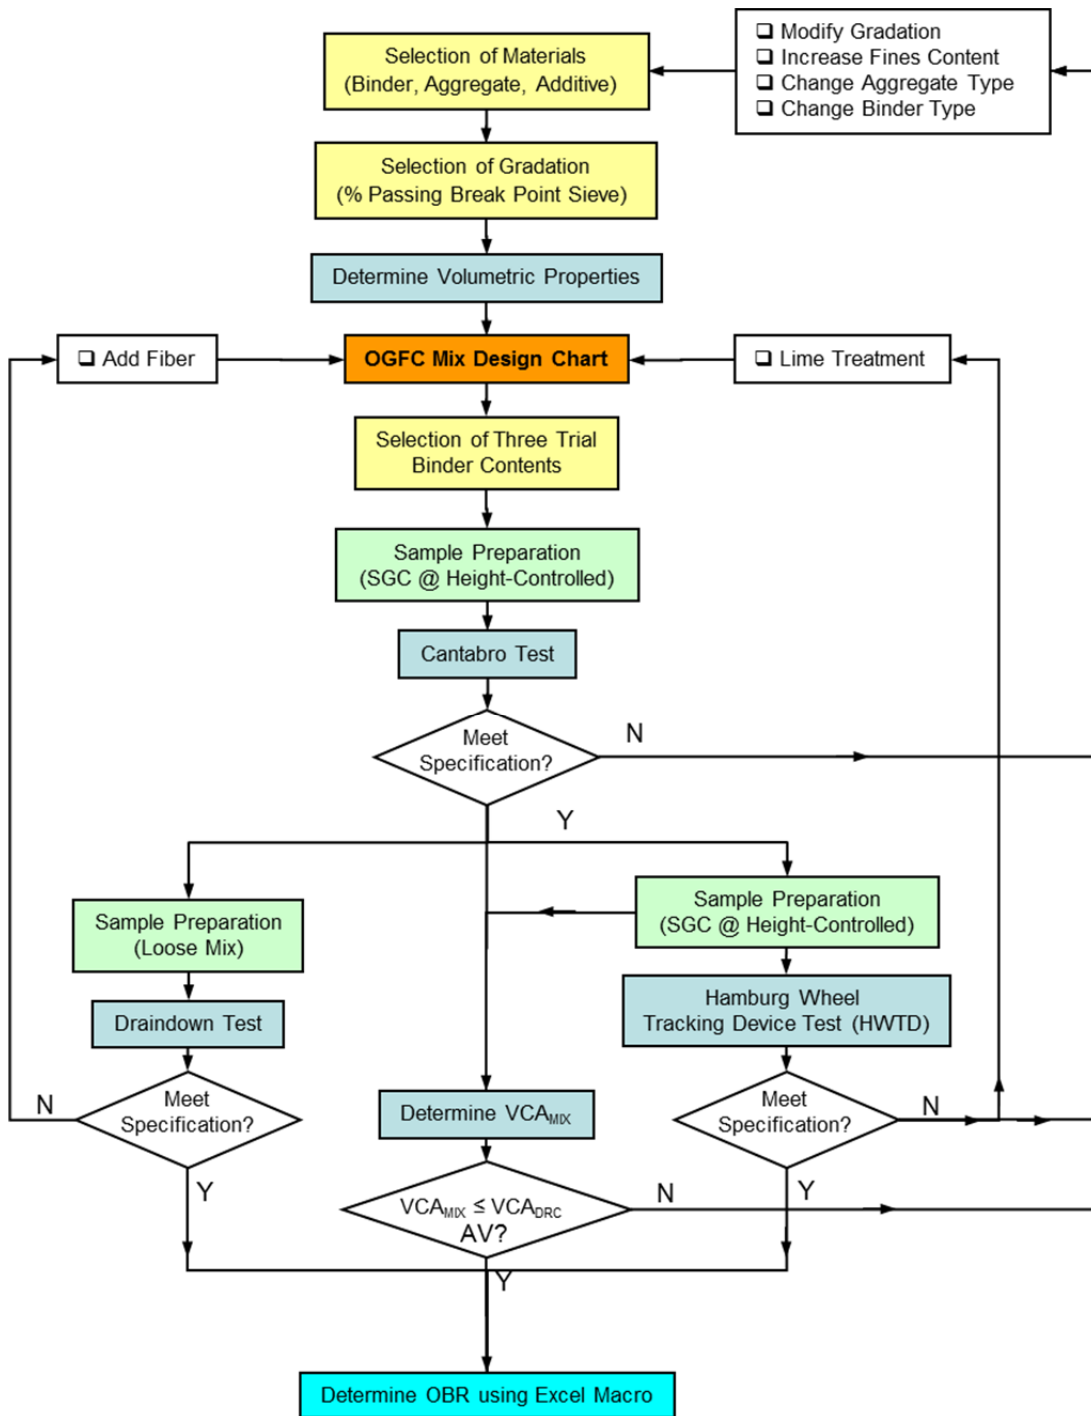 Selection of Materials
(Binder, Aggregate, Additive)
❑ Modify Gradation
❑ Increase Fines Content
❑ Change Aggregate Type
❑ Change Binder Type
Selection of Gradation
(% Passing Break Point Sieve)
Determine Volumetric Properties
❑ Add Fiber
OGFC Mix Design Chart
❑ Lime Treatment
Selection of Three Trial
Binder Contents
Sample Preparation
(SGC @ Height-Controlled)
Cantabro Test
Meet
Specification?
N
Y
Sample Preparation
(Loose Mix)
Sample Preparation
(SGC @ Height-Controlled)
Draindown Test
Hamburg Wheel
Tracking Device Test (HWTD)
N
Meet
Specification?
Determine VCAMIX
Meet
Specification?
N
Y
VCAMIX ≤ VCADRC
AV?
N
Y
Y
Determine OBR using Excel Macro